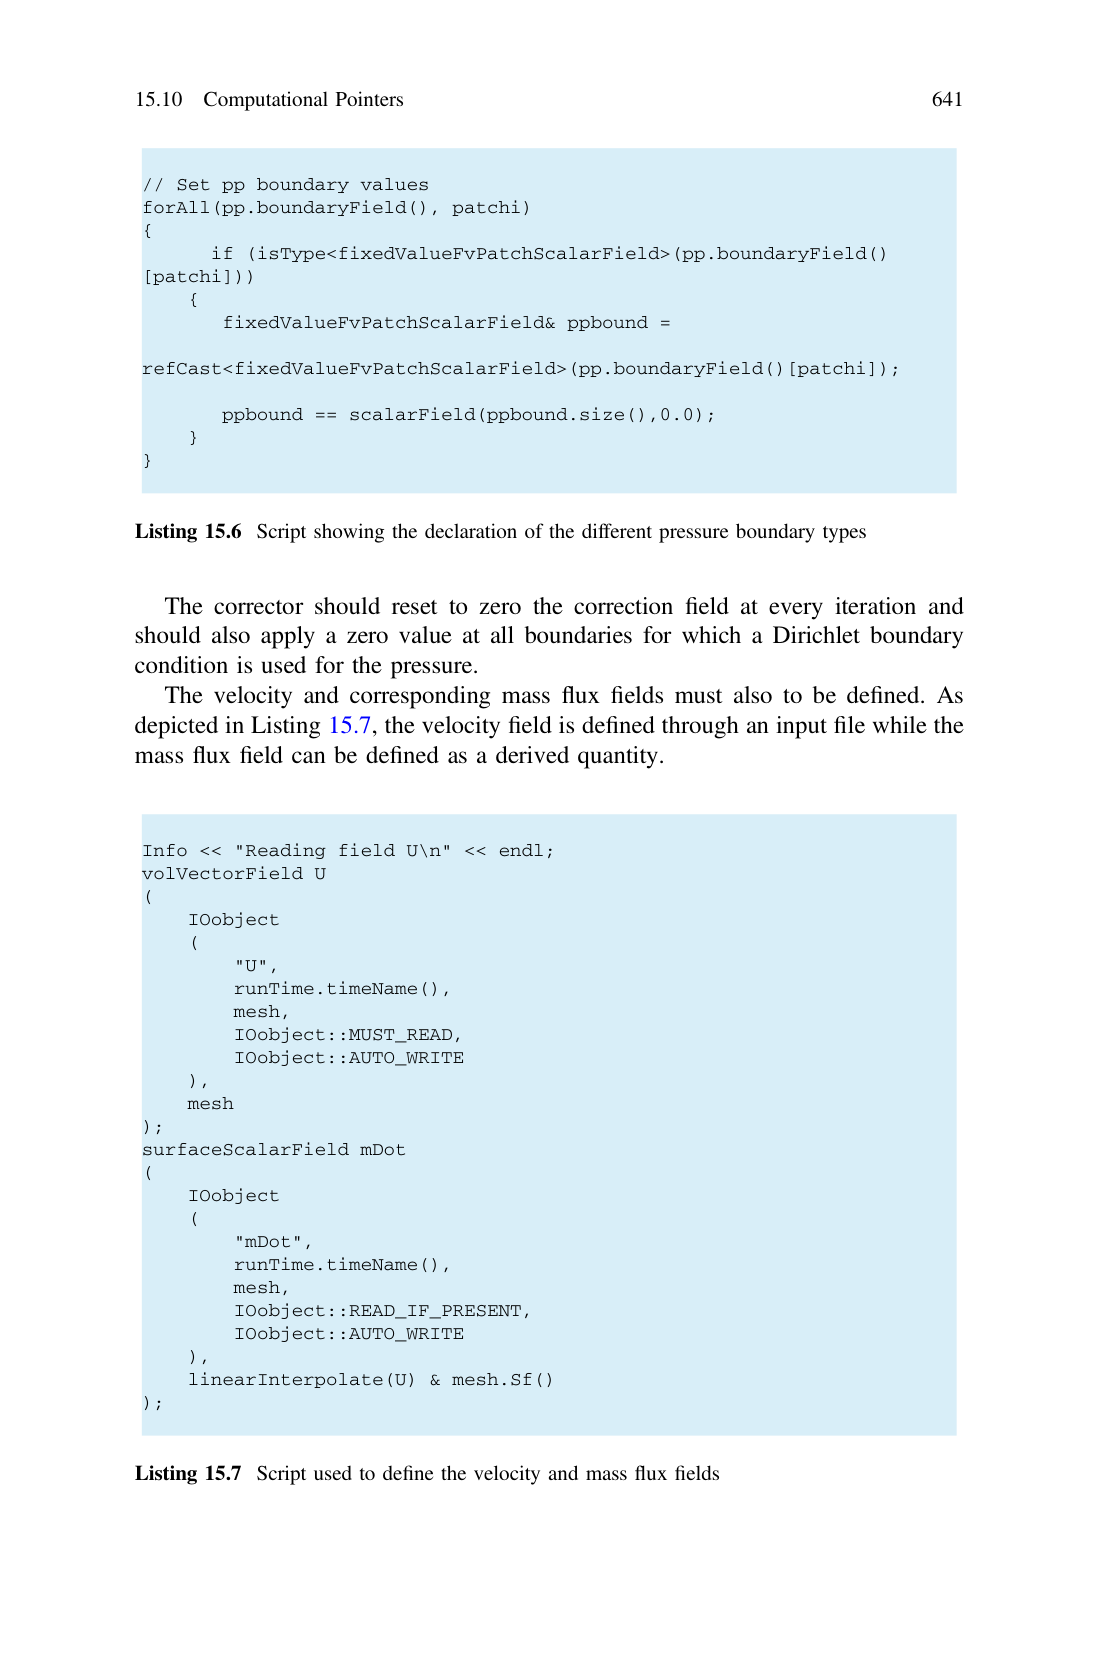 15.10 Computational Pointers 641
// Set pp boundary values
forAll(pp.boundaryField(), patchi)
{
      if (isType<fixedValueFvPatchScalarField>(pp.boundaryField()
[patchi]))
    {
       fixedValueFvPatchScalarField& ppbound =
refCast<fixedValueFvPatchScalarField>(pp.boundaryField()[patchi]);
       ppbound == scalarField(ppbound.size(),0.0);
    }
}
Listing 15.6 Script showing the declaration of the different pressure boundary types
The corrector should reset to zero the correction field at every iteration and
should also apply a zero value at all boundaries for which a Dirichlet boundary
condition is used for the pressure.
The velocity and corresponding mass flux fields must also to be defined. As
depicted in Listing 15.7, the velocity field is defined through an input file while the
mass flux field can be defined as a derived quantity.
Info << "Reading field U\n" << endl;
volVectorField U
(
    IOobject
    (
        "U",
        runTime.timeName(),
        mesh,
        IOobject::MUST_READ,
        IOobject::AUTO_WRITE
    ),
    mesh
);
surfaceScalarField mDot
(
    IOobject
    (
        "mDot",
        runTime.timeName(),
        mesh,
        IOobject::READ_IF_PRESENT,
        IOobject::AUTO_WRITE
    ),
    linearInterpolate(U) & mesh.Sf()
);
Listing 15.7 Script used to define the velocity and mass flux fields